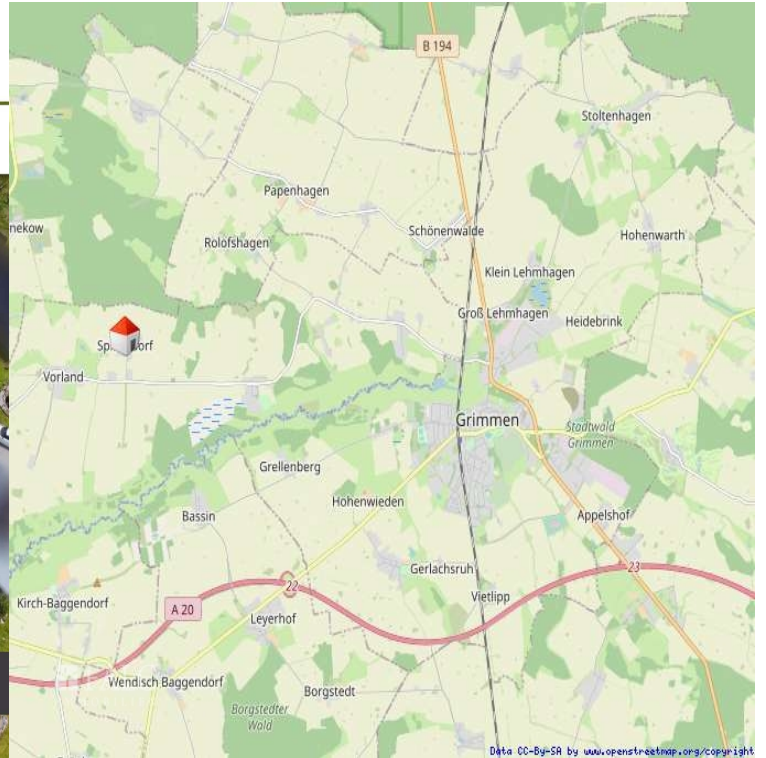 B 194
Stoltenhagen
Papenhagen
nekow
Schönenwalde
Hohenwarth
Rolofshagen
Klein Lehmhagen
Groß Lehmhagen
Heidebrink
Vorland
Grimmen
Stadtwald
Grimmen
Grellenberg
Hohenwieden
Bassin
Appelshof
Gerlachsruh
23
22
Vietlipp
Kirch-Baggendorf
A 20
Leyerhof
Wendisch Baggendorf
Borgstedt
Borgstedter
Wald
Data CC-By-SA by www.openstreetmap.org/copyright